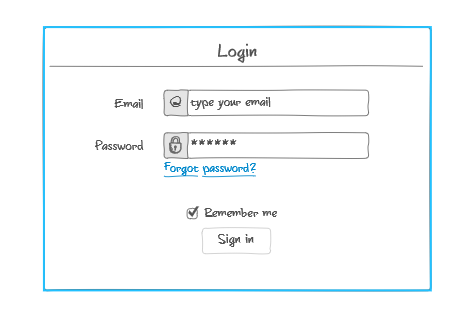 Login
Email type your email
Password ******
Forgot password?
Remember me
Sign in